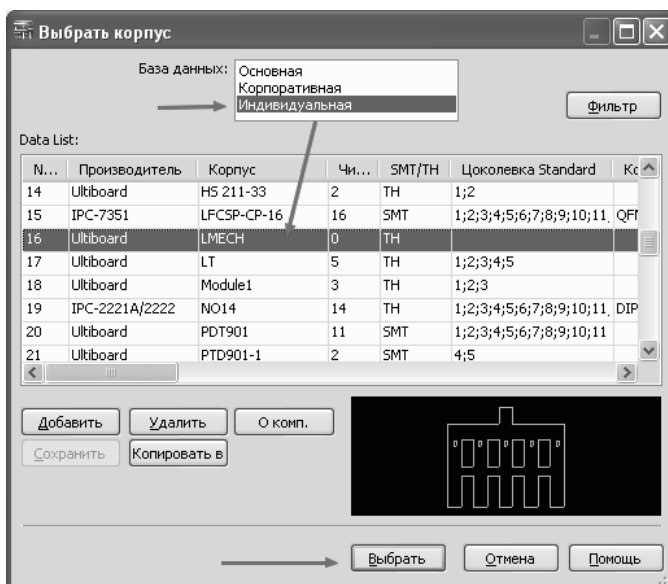 Выбрать корпус
База данных: Основная
Корпоративная
Индивидуальная
Фильтр
Data List:
N... Производитель Корпус Чи... SMT/TH Цоколевка Standard Кс
14 Ultiboard HS 211-33 2 TH 1;2
15 IPC-7351 LFCSP-CP-16 16 SMT 1;2;3;4;5;6;7;8;9;10;11, QFN
16 Ultiboard LMECH 0 TH
17 Ultiboard LT 5 TH 1;2;3;4;5
18 Ultiboard Module1 3 TH 1;2;3
19 IPC-2221A/2222 NO14 14 TH 1;2;3;4;5;6;7;8;9;10;11, DIP
20 Ultiboard PDT901 11 SMT 1;2;3;4;5;6;7;8;9;10;11
21 Ultiboard PTD901-1 2 SMT 4;5
Добавить Удалить О комп.
Сохранить Копировать в
Выбрать Отмена Помощь